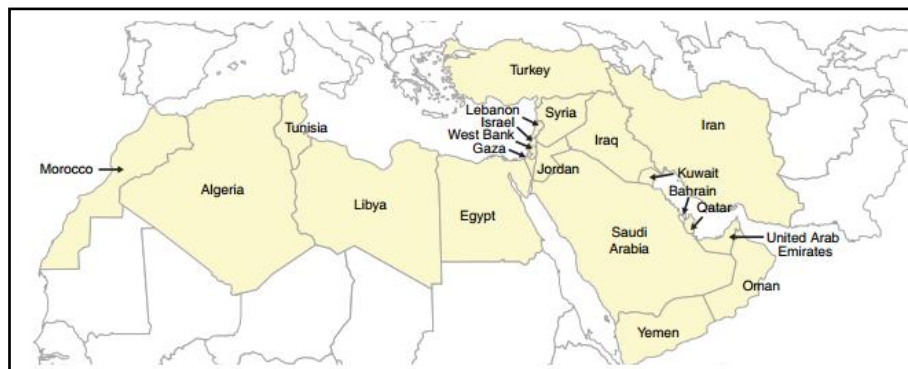 Turkey
Lebanon
Israel
West Bank
Gaza
Syria
Iraq
Iran
Jordan
Tunisia
Morocco
Algeria
Libya
Egypt
Kuwait
Bahrain
Qatar
Saudi
Arabia
United Arab
Emirates
Oman
Yemen